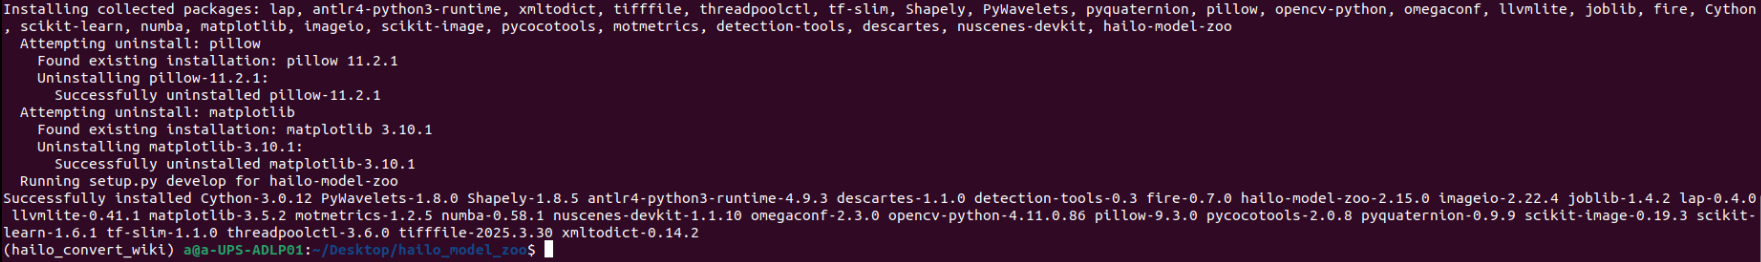 Installing collected packages: lap, antlr4-python3-runtime, xmltodict, tifffile, threadpoolctl, tf-slim, Shapely, PyWavelets, pyquaternion, pillow, opencv-python, omegaconf, llvmlite, joblib, fire, Cython
, scikit-learn, numba, matplotlib, imageio, scikit-image, pycocotools, motmetrics, detection-tools, descartes, nuscenes-devkit, hailo-model-zoo
  Attempting uninstall: pillow
    Found existing installation: pillow 11.2.1
    Uninstalling pillow-11.2.1:
      Successfully uninstalled pillow-11.2.1
  Attempting uninstall: matplotlib
    Found existing installation: matplotlib 3.10.1
    Uninstalling matplotlib-3.10.1:
      Successfully uninstalled matplotlib-3.10.1
  Running setup.py develop for hailo-model-zoo
Successfully installed Cython-3.0.12 PyWavelets-1.8.0 Shapely-1.8.5 antlr4-python3-runtime-4.9.3 descartes-1.1.0 detection-tools-0.3 fire-0.7.0 hailo-model-zoo-2.15.0 imageio-2.22.4 joblib-1.4.2 lap-0.4.0
 llvmlite-0.41.1 matplotlib-3.5.2 motmetrics-1.2.5 numba-0.58.1 nuscenes-devkit-1.1.10 omegaconf-2.3.0 opencv-python-4.11.0.86 pillow-9.3.0 pycocotools-2.0.8 pyquaternion-0.9.9 scikit-image-0.19.3 scikit-
learn-1.6.1 tf-slim-1.1.0 threadpoolctl-3.6.0 tifffile-2025.3.30 xmltodict-0.14.2
(hailo_convert_wiki) a@a-UPS-ADLP01:~/Desktop/hailo_model_zoo$